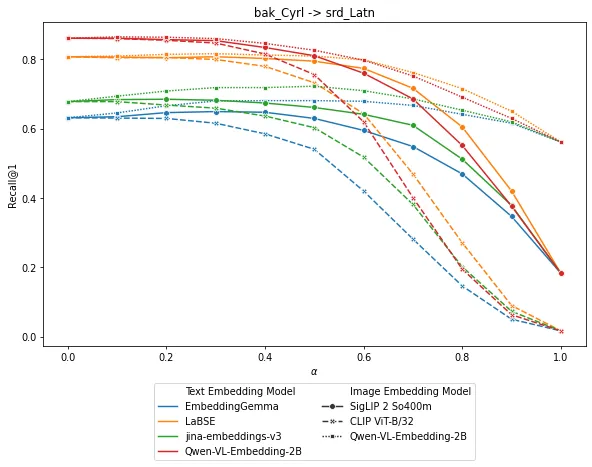 bak_Cyrl -> srd_Latn
Recall@1
0.8
0.6
0.4
0.2
0.0
0.0 0.2 0.4 0.6 0.8 1.0
α
Text Embedding Model Image Embedding Model
EmbeddingGemma SigLIP 2 So400m
LaBSE CLIP ViT-B/32
jina-embeddings-v3 Qwen-VL-Embedding-2B
Qwen-VL-Embedding-2B